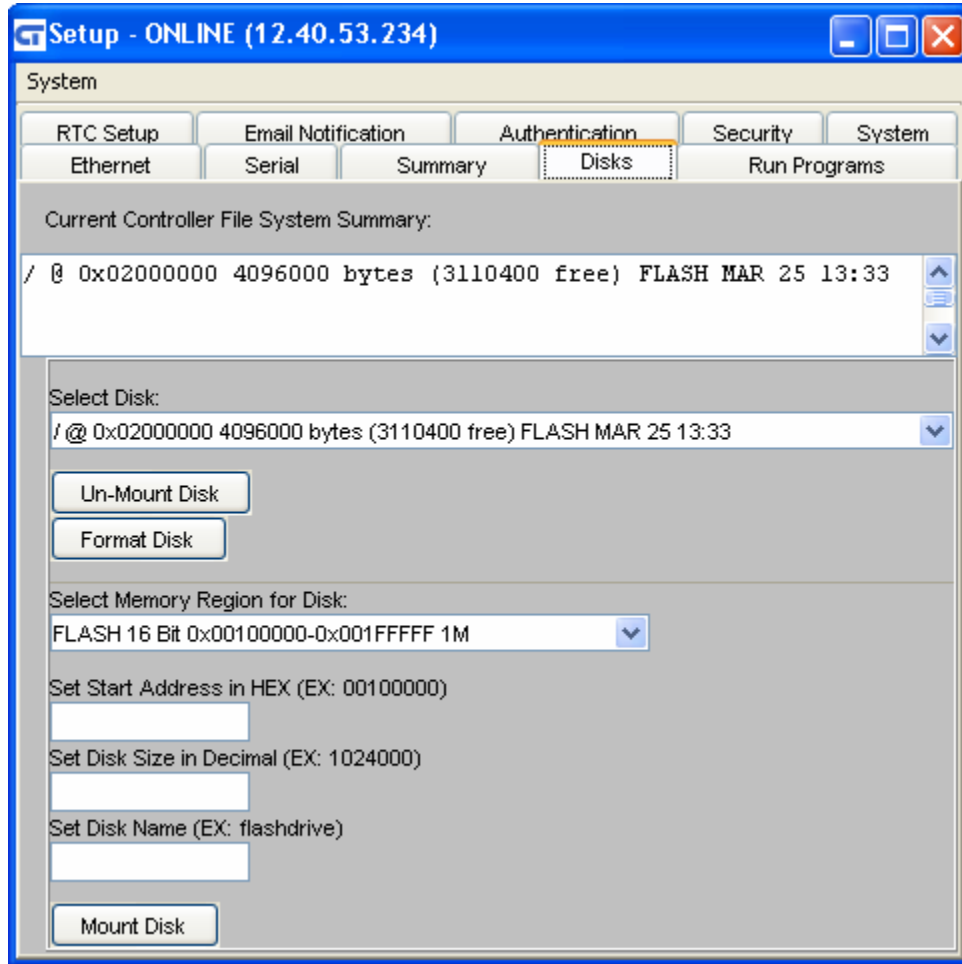 Setup - ONLINE (12.40.53.234)
System
RTC Setup Email Notification Authentication Security System
Ethernet Serial Summary Disks Run Programs
Current Controller File System Summary:
/ @ 0x02000000 4096000 bytes (3110400 free) FLASH MAR 25 13:33
Select Disk:
/ @ 0x02000000 4096000 bytes (3110400 free) FLASH MAR 25 13:33
Un-Mount Disk
Format Disk
Select Memory Region for Disk:
FLASH 16 Bit 0x00100000-0x001FFFFF 1M
Set Start Address in HEX (EX: 00100000)
Set Disk Size in Decimal (EX: 1024000)
Set Disk Name (EX: flashdrive)
Mount Disk